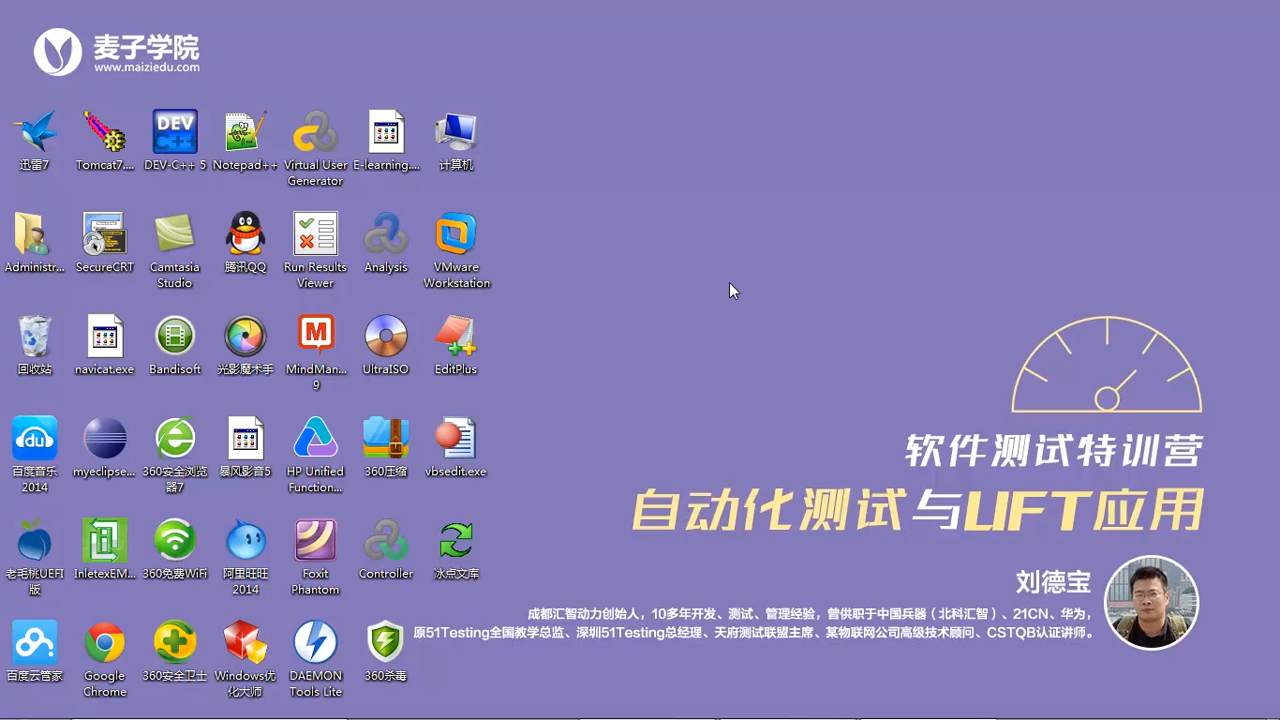 麦子学院
www.maiziedu.com
迅雷7
Tomcat7....
DEV-C++ 5
Notepad++
Virtual User
Generator
E-learning....
计算机
Administr...
SecureCRT
Camtasia
Studio
腾讯QQ
Run Results
Viewer
Analysis
VMware
Workstation
回收站
navicat.exe
Bandisoft
光影魔术手
MindMan...
9
UltraISO
EditPlus
百度音乐
2014
myeclipse...
360安全浏览
器7
暴风影音5
HP Unified
Function...
360压缩
vbsedit.exe
老毛桃UEFI
版
InletexEM...
360免费WiFi
阿里旺旺
2014
Foxit
Phantom
Controller
冰点文库
百度云管家
Google
Chrome
360安全卫士
Windows优
化大师
DAEMON
Tools Lite
360杀毒
软件测试特训营
自动化测试与UFT应用
刘德宝
成都汇智动力创始人，10多年开发、测试、管理经验，曾供职于中国兵器（北科汇智）、21CN、华为，
原51Testing全国教学总监、深圳51Testing总经理、天府测试联盟主席、某物联网公司高级技术顾问、CSTQB认证讲师。